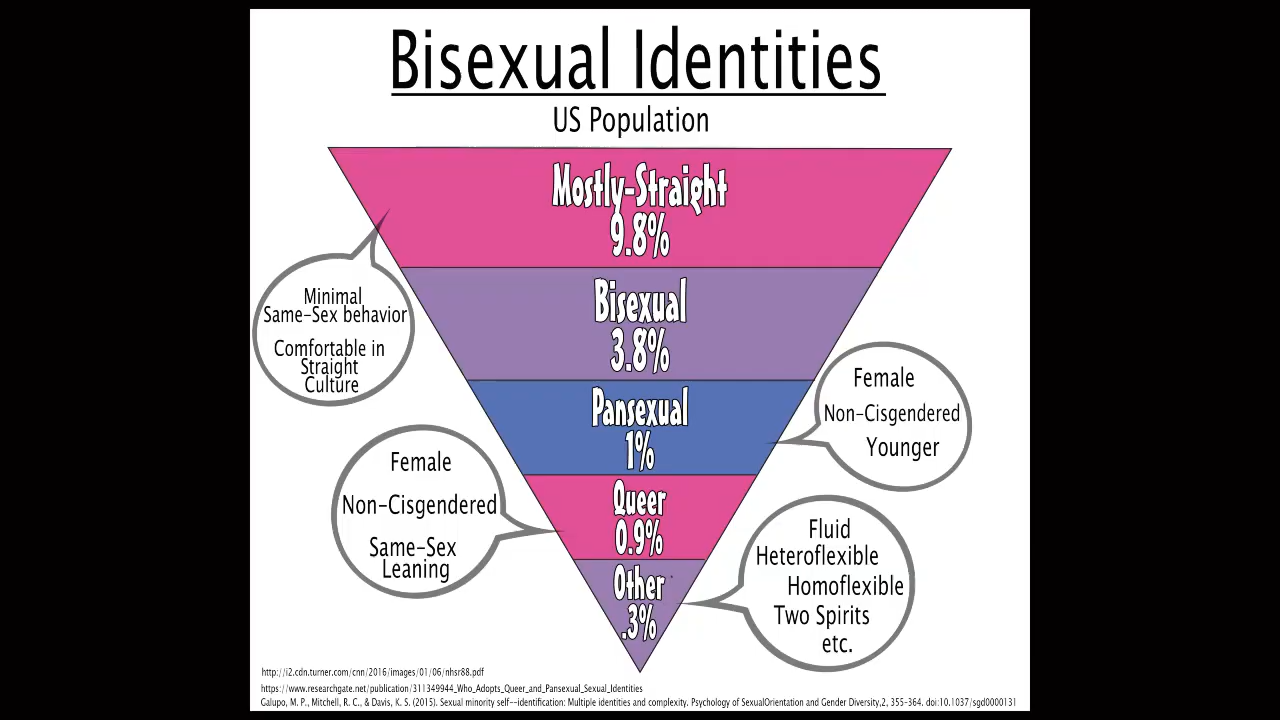 Bisexual Identities
US Population
Mostly-Straight
9.8%
Minimal
Same-Sex behavior
Comfortable in
Straight
Culture
Bisexual
3.8%
Pansexual
1%
Female
Non-Cisgendered
Younger
Female
Non-Cisgendered
Same-Sex
Leaning
Queer
0.9%
Other
.3%
Fluid
Heteroflexible
Homoflexible
Two Spirits
etc.
http://i2.cdn.turner.com/cnn/2016/images/01/06/nhsr88.pdf
https://www.researchgate.net/publication/311349944_Who_Adopts_Queer_and_Pansexual_Sexual_Identities
Galupo, M. P., Mitchell, R. C., & Davis, K. S. (2015). Sexual minority self--identification: Multiple identities and complexity. Psychology of SexualOrientation and Gender Diversity,2, 355-364. doi:10.1037/sgd0000131